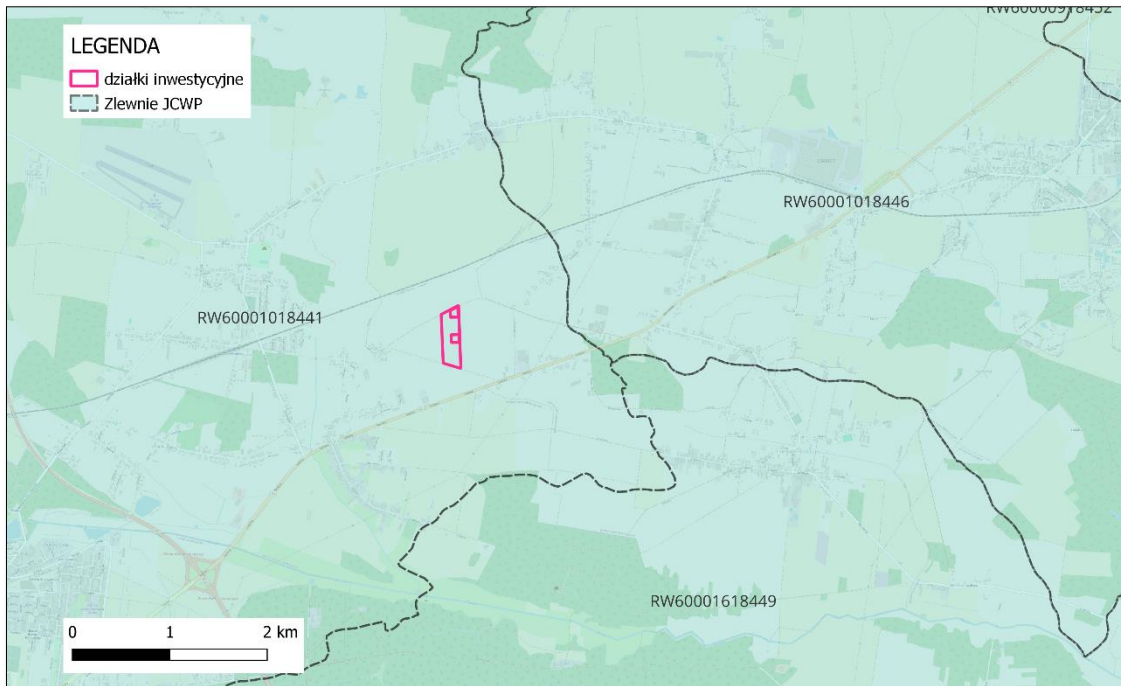 LEGENDA
działki inwestycyjne
Zlewnie JCWP
RW60001018446
RW60001018441
RW60001618449
0 1 2 km